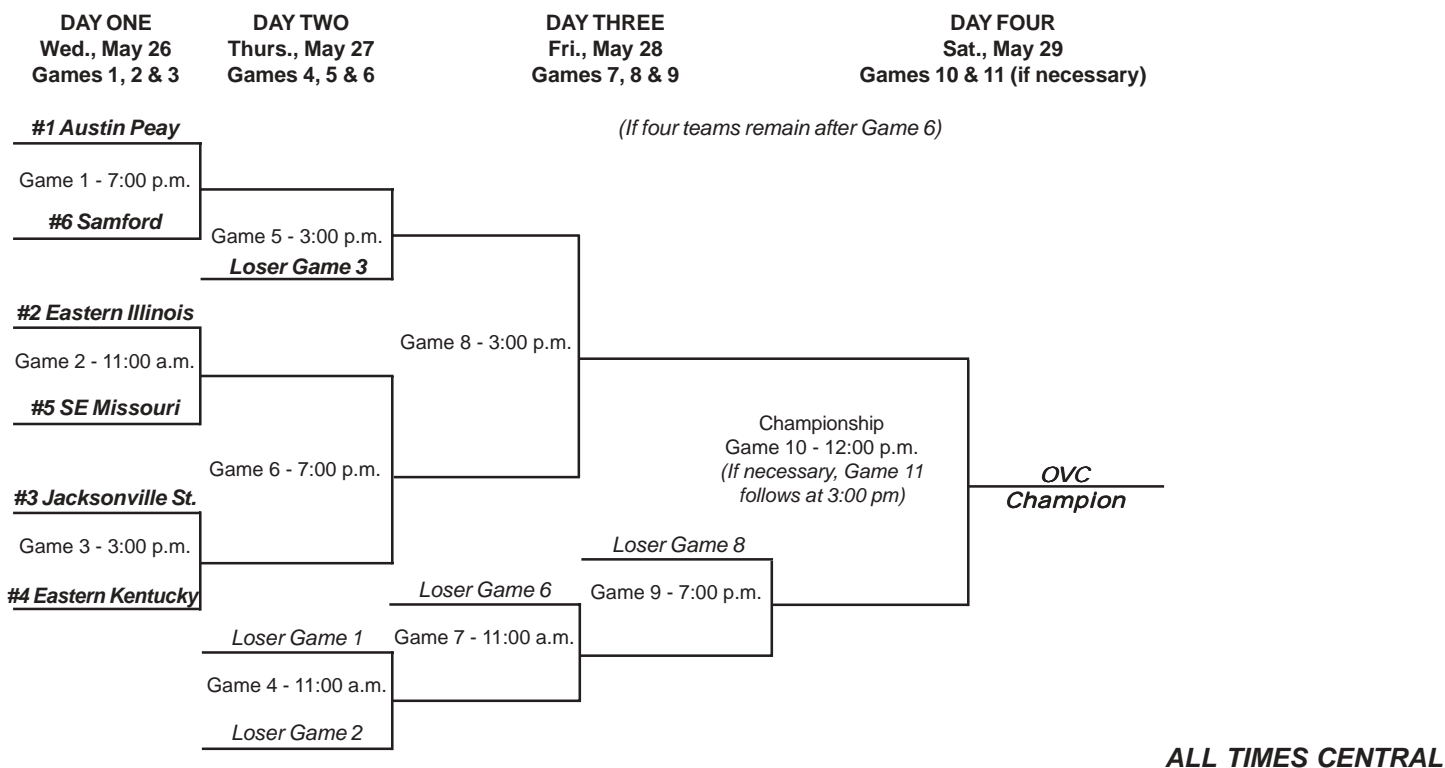 DAY ONE
Wed., May 26
Games 1, 2 & 3
DAY TWO
Thurs., May 27
Games 4, 5 & 6
DAY THREE
Fri., May 28
Games 7, 8 & 9
DAY FOUR
Sat., May 29
Games 10 & 11 (if necessary)
(If four teams remain after Game 6)
#1 Austin Peay
Game 1 - 7:00 p.m.
#6 Samford
Game 5 - 3:00 p.m.
Loser Game 3
#2 Eastern Illinois
Game 2 - 11:00 a.m.
#5 SE Missouri
Game 8 - 3:00 p.m.
Game 6 - 7:00 p.m.
#3 Jacksonville St.
Game 3 - 3:00 p.m.
#4 Eastern Kentucky
Championship
Game 10 - 12:00 p.m.
(If necessary, Game 11
follows at 3:00 pm)
OVC
Champion
Loser Game 8
Game 9 - 7:00 p.m.
Loser Game 6
Game 7 - 11:00 a.m.
Loser Game 1
Game 4 - 11:00 a.m.
Loser Game 2
ALL TIMES CENTRAL